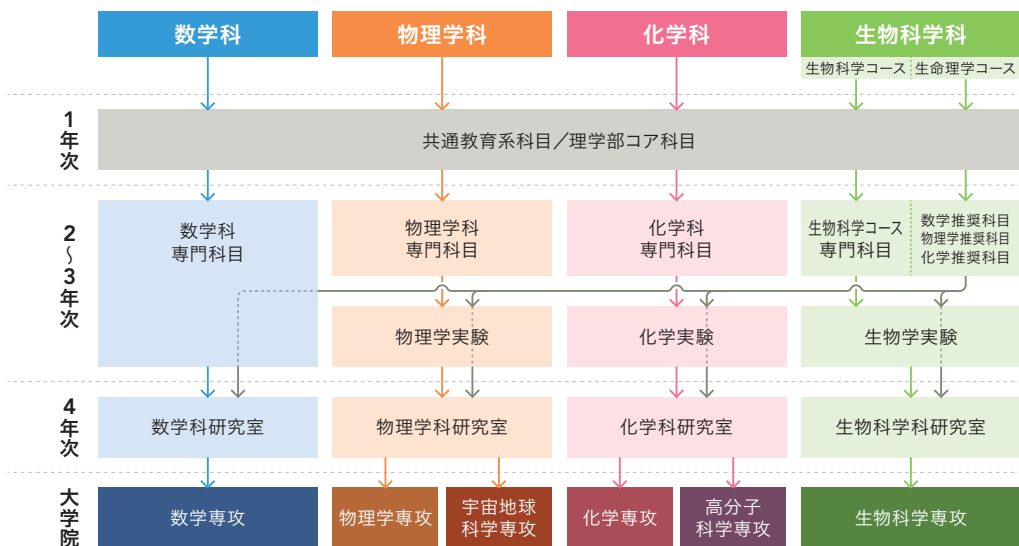 数学科
物理学科
化学科
生物科学科
生物科学コース
生命理学コース
1年次
共通教育系科目／理学部コア科目
2〜3年次
数学科
専門科目
物理学科
専門科目
化学科
専門科目
生物科学コース
専門科目
数学推奨科目
物理学推奨科目
化学推奨科目
物理学実験
化学実験
生物学実験
4年次
数学科研究室
物理学科研究室
化学科研究室
生物科学科研究室
大学院
数学専攻
物理学専攻
宇宙地球
科学専攻
化学専攻
高分子
科学専攻
生物科学専攻